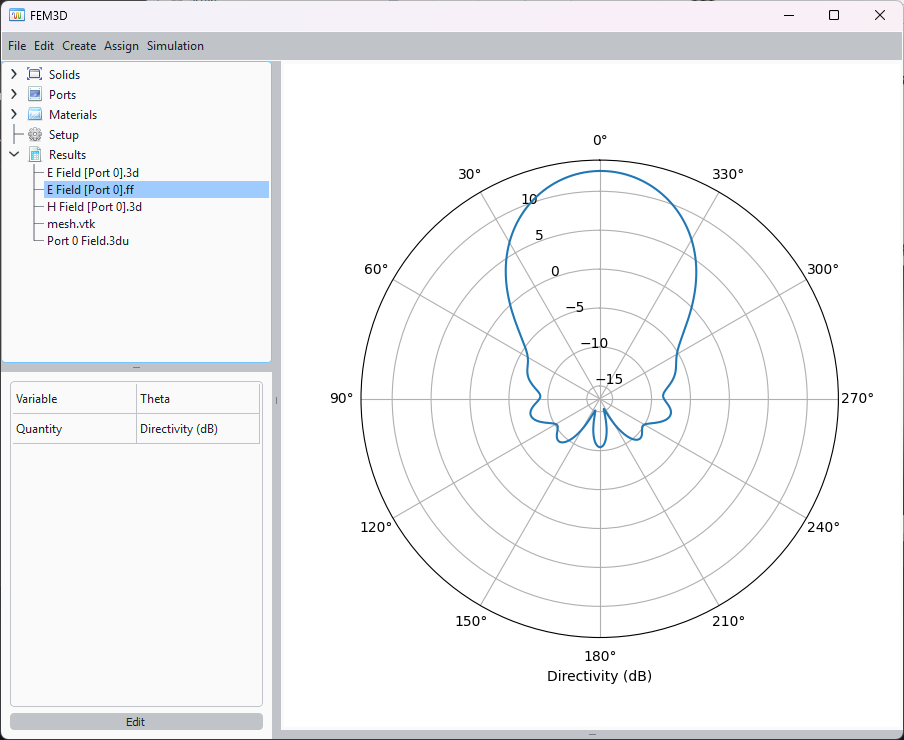 FEM3D
File Edit Create Assign Simulation
Solids
Ports
Materials
Setup
Results
E Field [Port 0].3d
E Field [Port 0].ff
H Field [Port 0].3d
mesh.vtk
Port 0 Field.3du
Variable Theta
Quantity Directivity (dB)
Edit
0°
30° 330°
10
5
60° 0 300°
−5
−10
−15
90° 270°
120° 240°
150° 210°
180°
Directivity (dB)